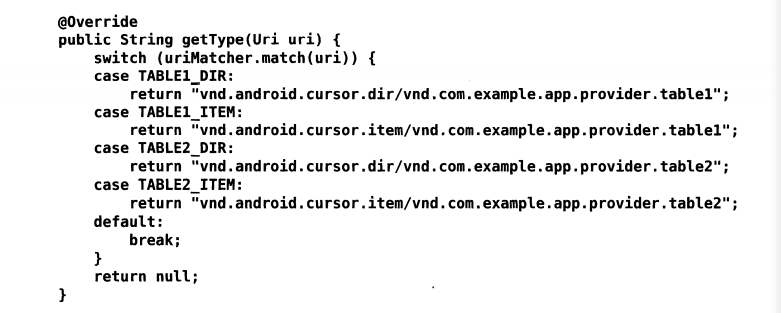 @Override
public String getType(Uri uri) {
switch (uriMatcher.match(uri)) {
case TABLE1_DIR:
return "vnd.android.cursor.dir/vnd.com.example.app.provider.table1";
case TABLE1_ITEM:
return "vnd.android.cursor.item/vnd.com.example.app.provider.table1";
case TABLE2_DIR:
return "vnd.android.cursor.dir/vnd.com.example.app.provider.table2";
case TABLE2_ITEM:
return "vnd.android.cursor.item/vnd.com.example.app.provider.table2";
default:
break;
}
return null;
}